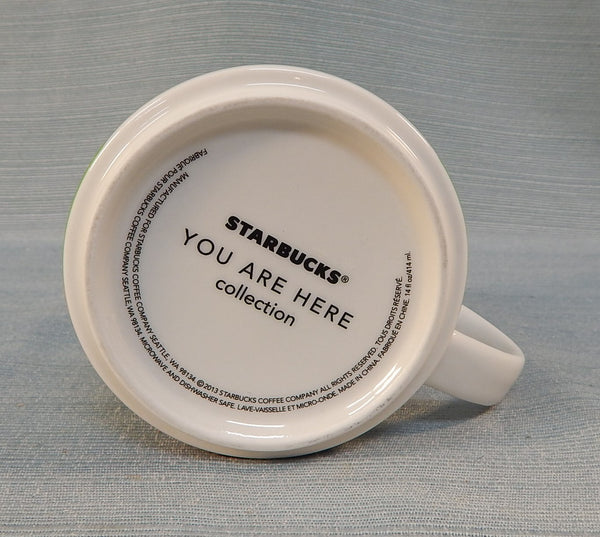 STARBUCKS®
YOU ARE HERE
collection
MANUFACTURED FOR STARBUCKS COFFEE COMPANY SEATTLE, WA 98134. ©2013 STARBUCKS COFFEE COMPANY ALL RIGHTS RESERVED. TOUS DROITS RÉSERVÉ.
FABRIQUÉ POUR STARBUCKS COFFEE COMPANY SEATTLE, WA 98134. MICROWAVE AND DISHWASHER SAFE. LAVE-VAISSELLE ET MICRO-ONDE. MADE IN CHINA. FABRIQUÉ EN CHINE. 14 fl oz/414 ml.